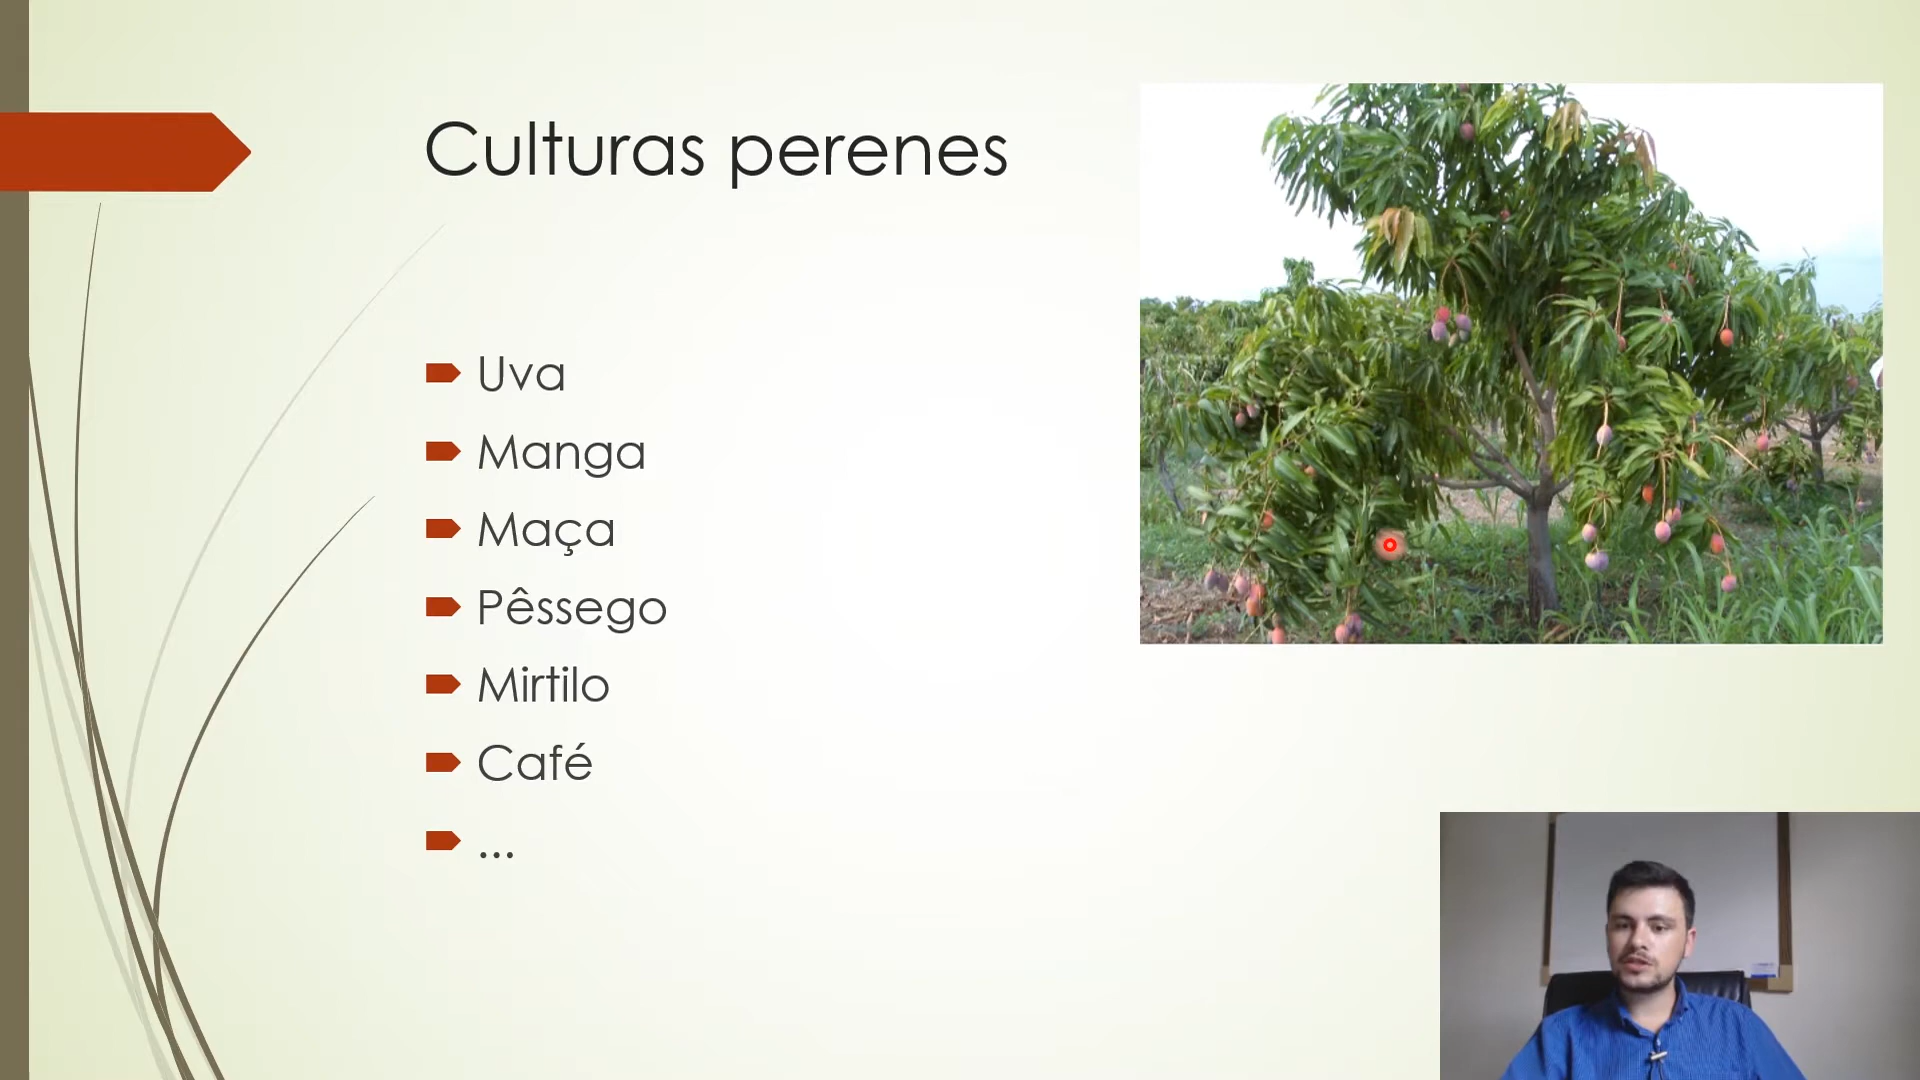 Culturas perenes
Uva
Manga
Maça
Pêssego
Mirtilo
Café
...